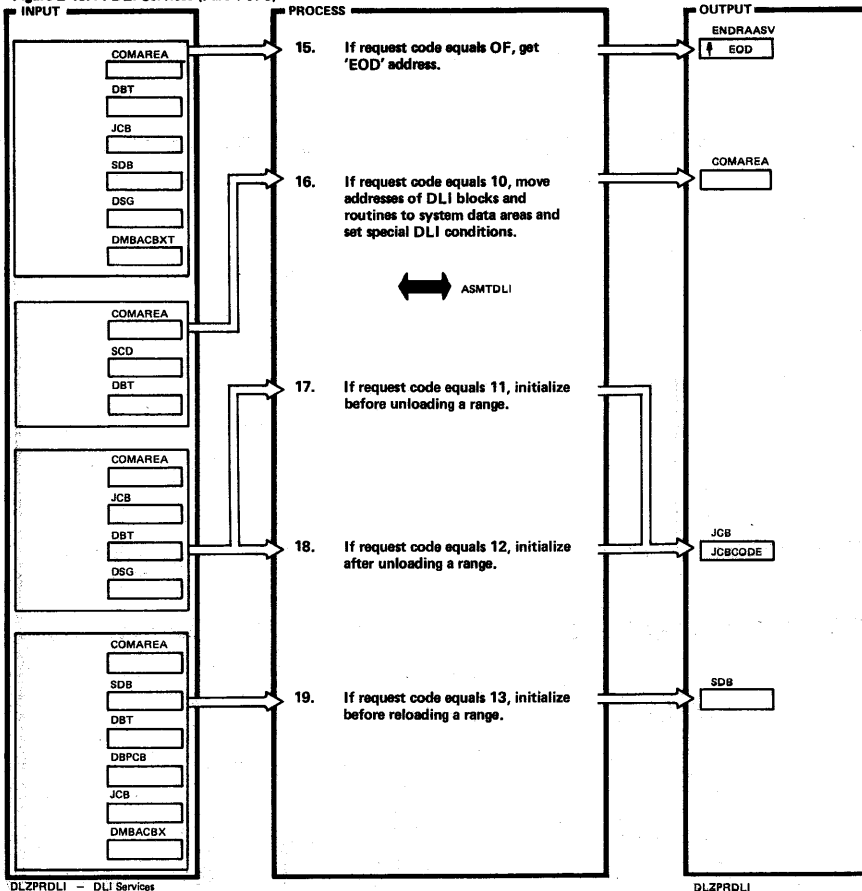 INPUT
PROCESS
OUTPUT
COMAREA
DBT
JCB
SDB
DSG
DMBACBXT
15. If request code equals OF, get
'EOD' address.
ENDRAASV
EOD
16. If request code equals 10, move
addresses of DLI blocks and
routines to system data areas and
set special DLI conditions.
COMAREA
ASMTDLI
COMAREA
SCD
DBT
17. If request code equals 11, initialize
before unloading a range.
COMAREA
JCB
DBT
DSG
18. If request code equals 12, initialize
after unloading a range.
JCB
JCBCODE
COMAREA
SDB
DBT
DBPCB
JCB
DMBACBX
19. If request code equals 13, initialize
before reloading a range.
SDB
DLZPRDLI – DLI Services
DLZPRDLI